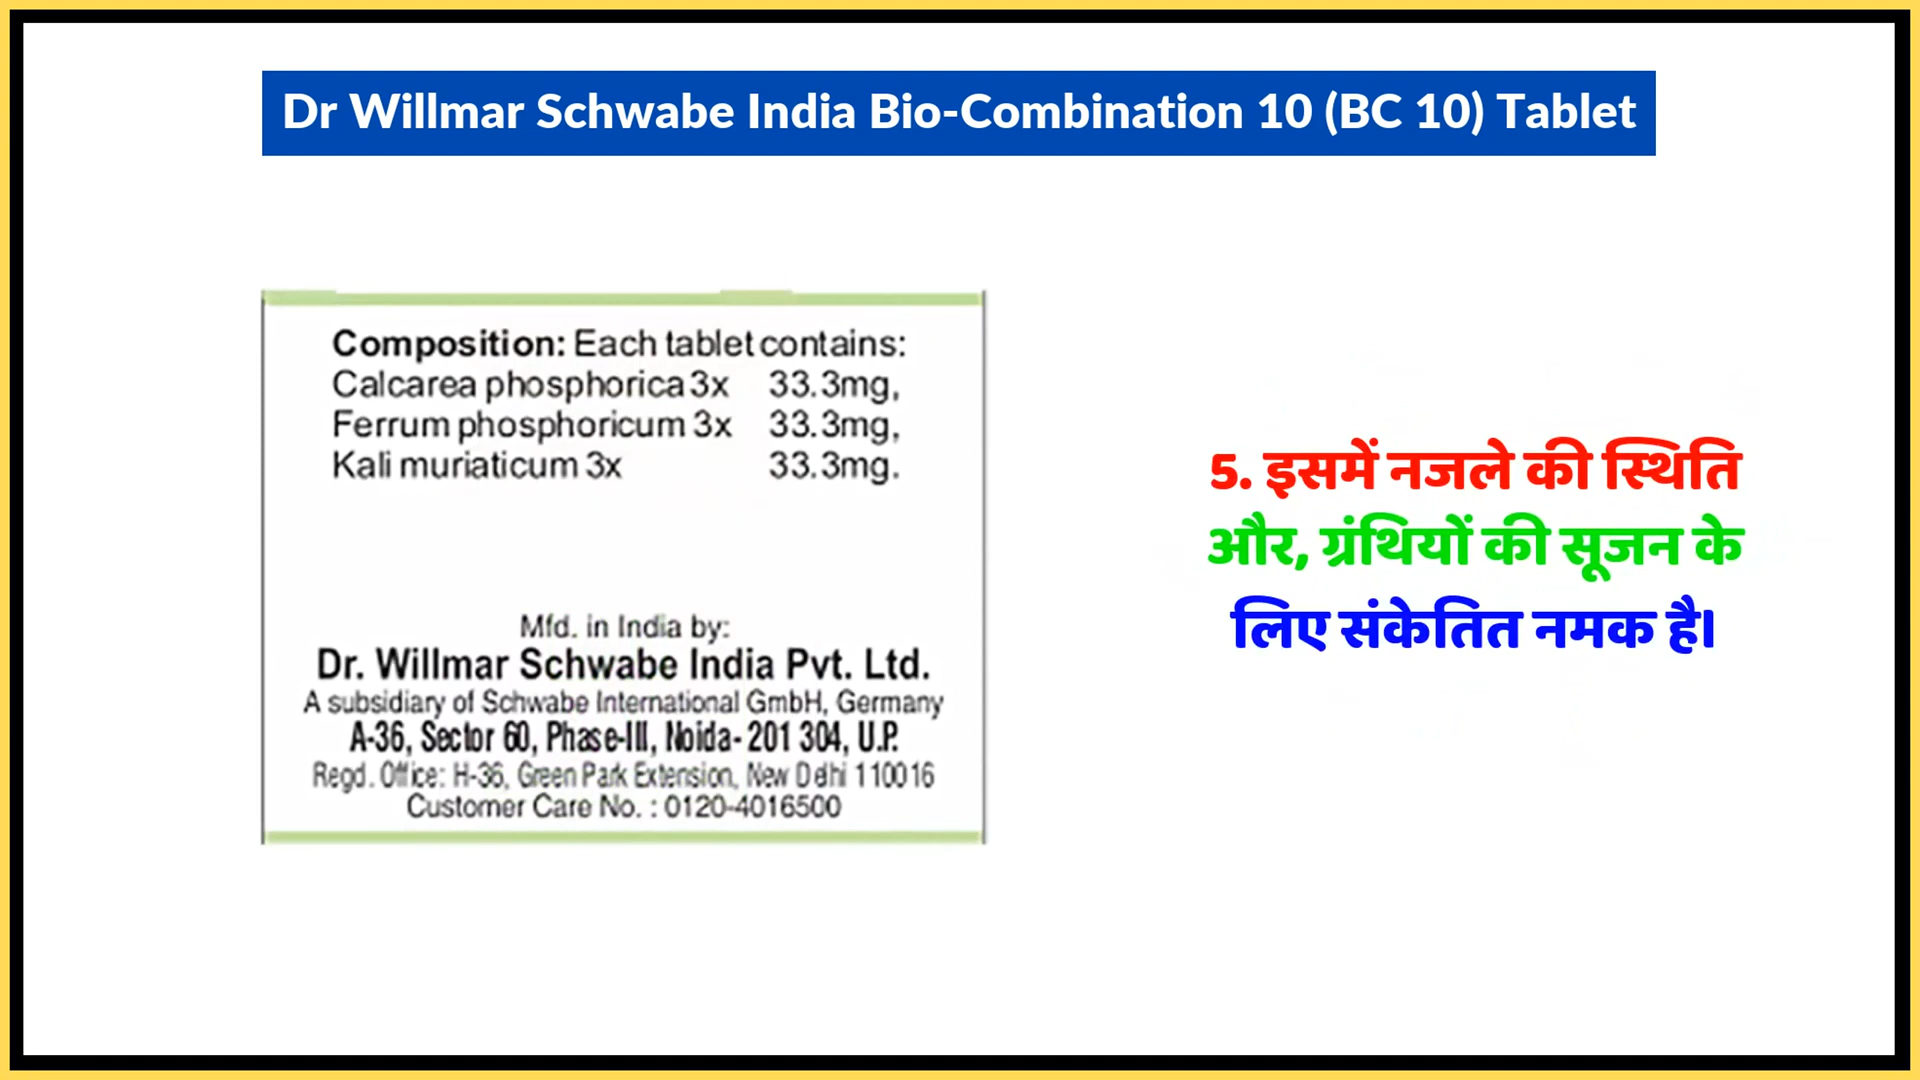 Dr Willmar Schwabe India Bio-Combination 10 (BC 10) Tablet
Composition: Each tablet contains:
Calcarea phosphorica 3x 33.3mg,
Ferrum phosphoricum 3x 33.3mg,
Kali muriaticum 3x 33.3mg.
Mfd. in India by:
Dr. Willmar Schwabe India Pvt. Ltd.
A subsidiary of Schwabe International GmbH, Germany
A-36, Sector 60, Phase-III, Noida- 201 304, U.P.
Regd. Office: H-36, Green Park Extension, New Delhi 110016
Customer Care No. : 0120-4016500
5. इसमें नजले की स्थिति
और, ग्रंथियों की सूजन के
लिए संकेतित नमक है।